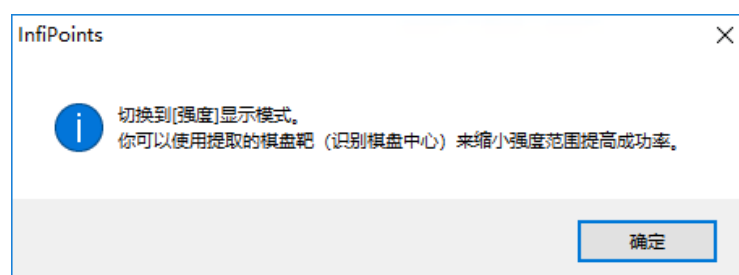 InfiPoints
切换到[强度]显示模式。
你可以使用提取的棋盘靶（识别棋盘中心）来缩小强度范围提高成功率。
确定